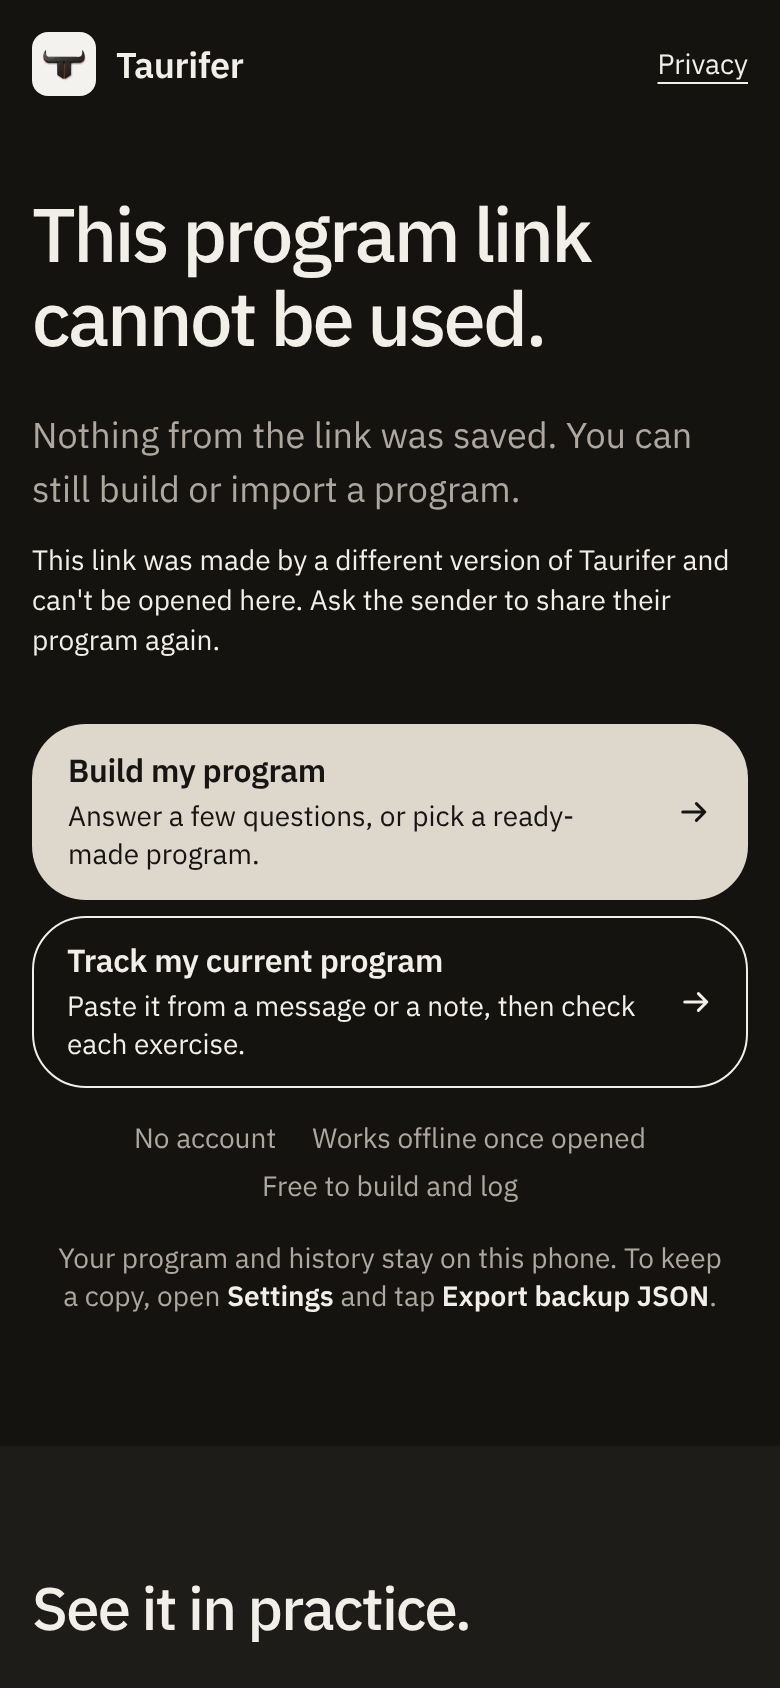 Taurifer
Privacy
This program link
cannot be used.
Nothing from the link was saved. You can
still build or import a program.
This link was made by a different version of Taurifer and
can't be opened here. Ask the sender to share their
program again.
Build my program
Answer a few questions, or pick a ready-
made program.
Track my current program
Paste it from a message or a note, then check
each exercise.
No account
Works offline once opened
Free to build and log
Your program and history stay on this phone. To keep
a copy, open Settings and tap Export backup JSON.
See it in practice.